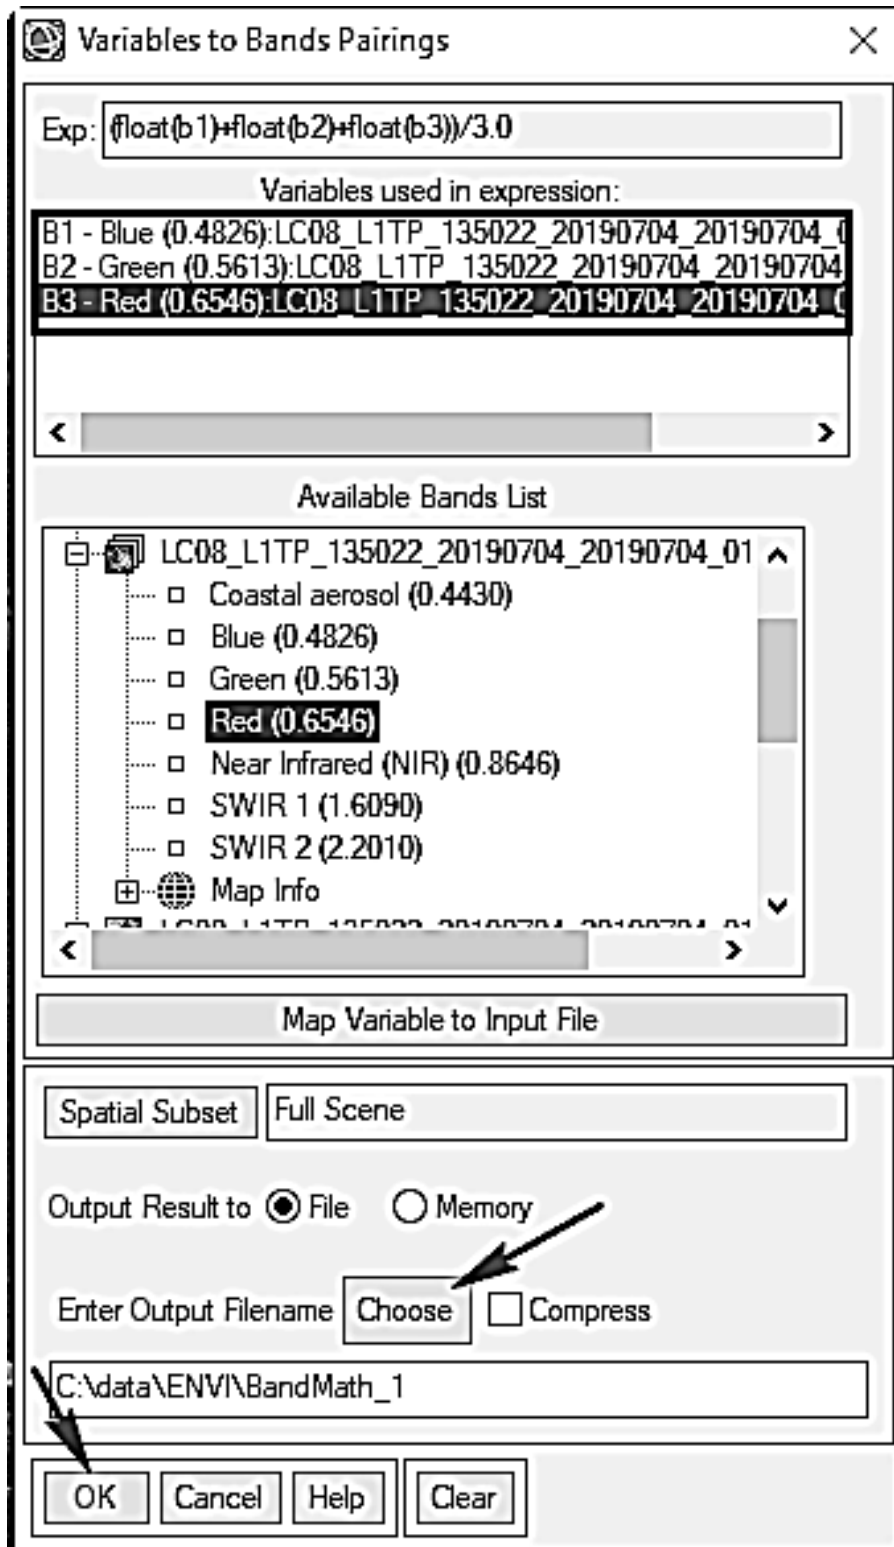 Variables to Bands Pairings
Exp: (float(b1)+float(b2)+float(b3))/3.0
Variables used in expression:
B1 - Blue (0.4826):LC08_L1TP_135022_20190704_20190704_0
B2 - Green (0.5613):LC08_L1TP_135022_20190704_20190704
B3 - Red (0.6546):LC08_L1TP_135022_20190704_20190704_0
Available Bands List
LC08_L1TP_135022_20190704_20190704_01
Coastal aerosol (0.4430)
Blue (0.4826)
Green (0.5613)
Red (0.6546)
Near Infrared (NIR) (0.8646)
SWIR 1 (1.6090)
SWIR 2 (2.2010)
Map Info
LC08_L1TP_135022_20190704_20190704_01
Map Variable to Input File
Spatial Subset Full Scene
Output Result to File Memory
Enter Output Filename Choose Compress
C:\data\ENVI\BandMath_1
OK Cancel Help Clear